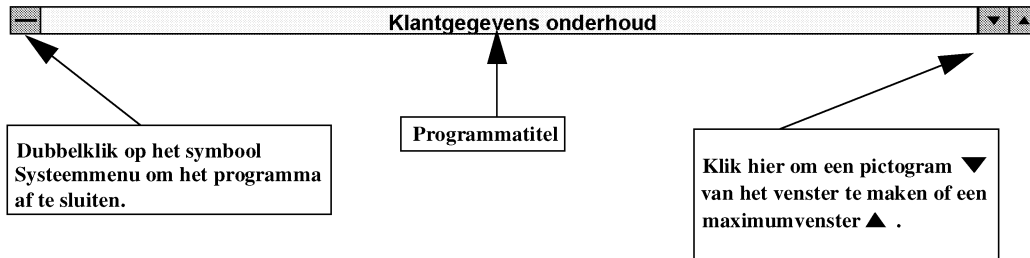 Klantgegevens onderhoud
Dubbelklik op het symbool
Systeemmenu om het programma
af te sluiten.
Programmatitel
Klik hier om een pictogram ▼
van het venster te maken of een
maximumvenster ▲ .